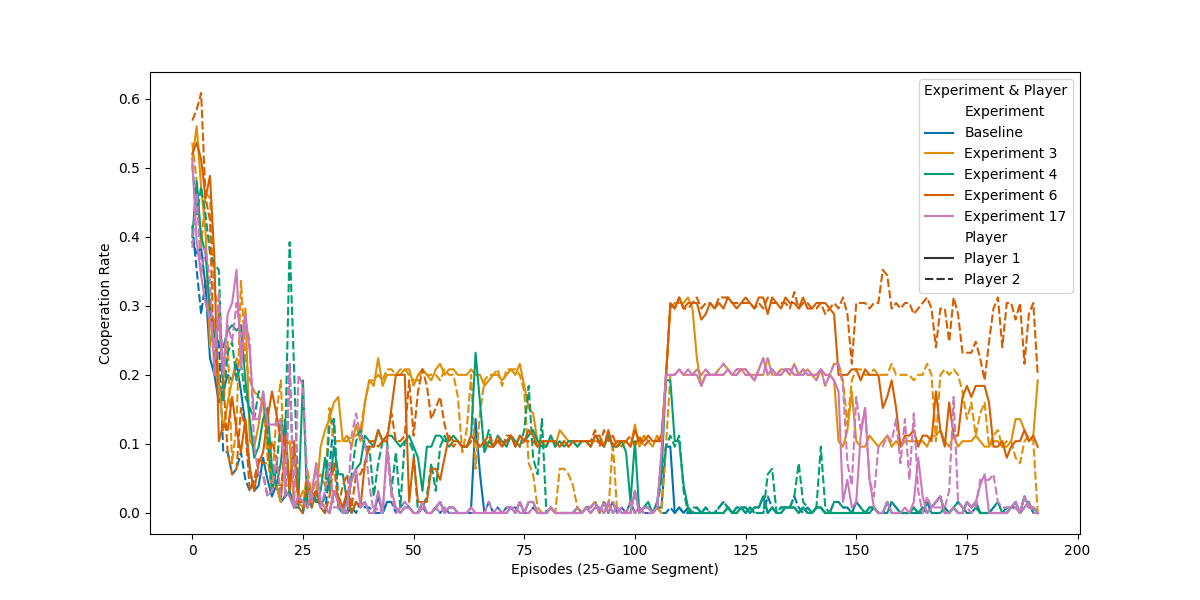 Cooperation Rate
0.6
0.5
0.4
0.3
0.2
0.1
0.0
0
25
50
75
100
125
150
175
200
Episodes (25-Game Segment)
Experiment & Player
Experiment
Baseline
Experiment 3
Experiment 4
Experiment 6
Experiment 17
Player
Player 1
Player 2